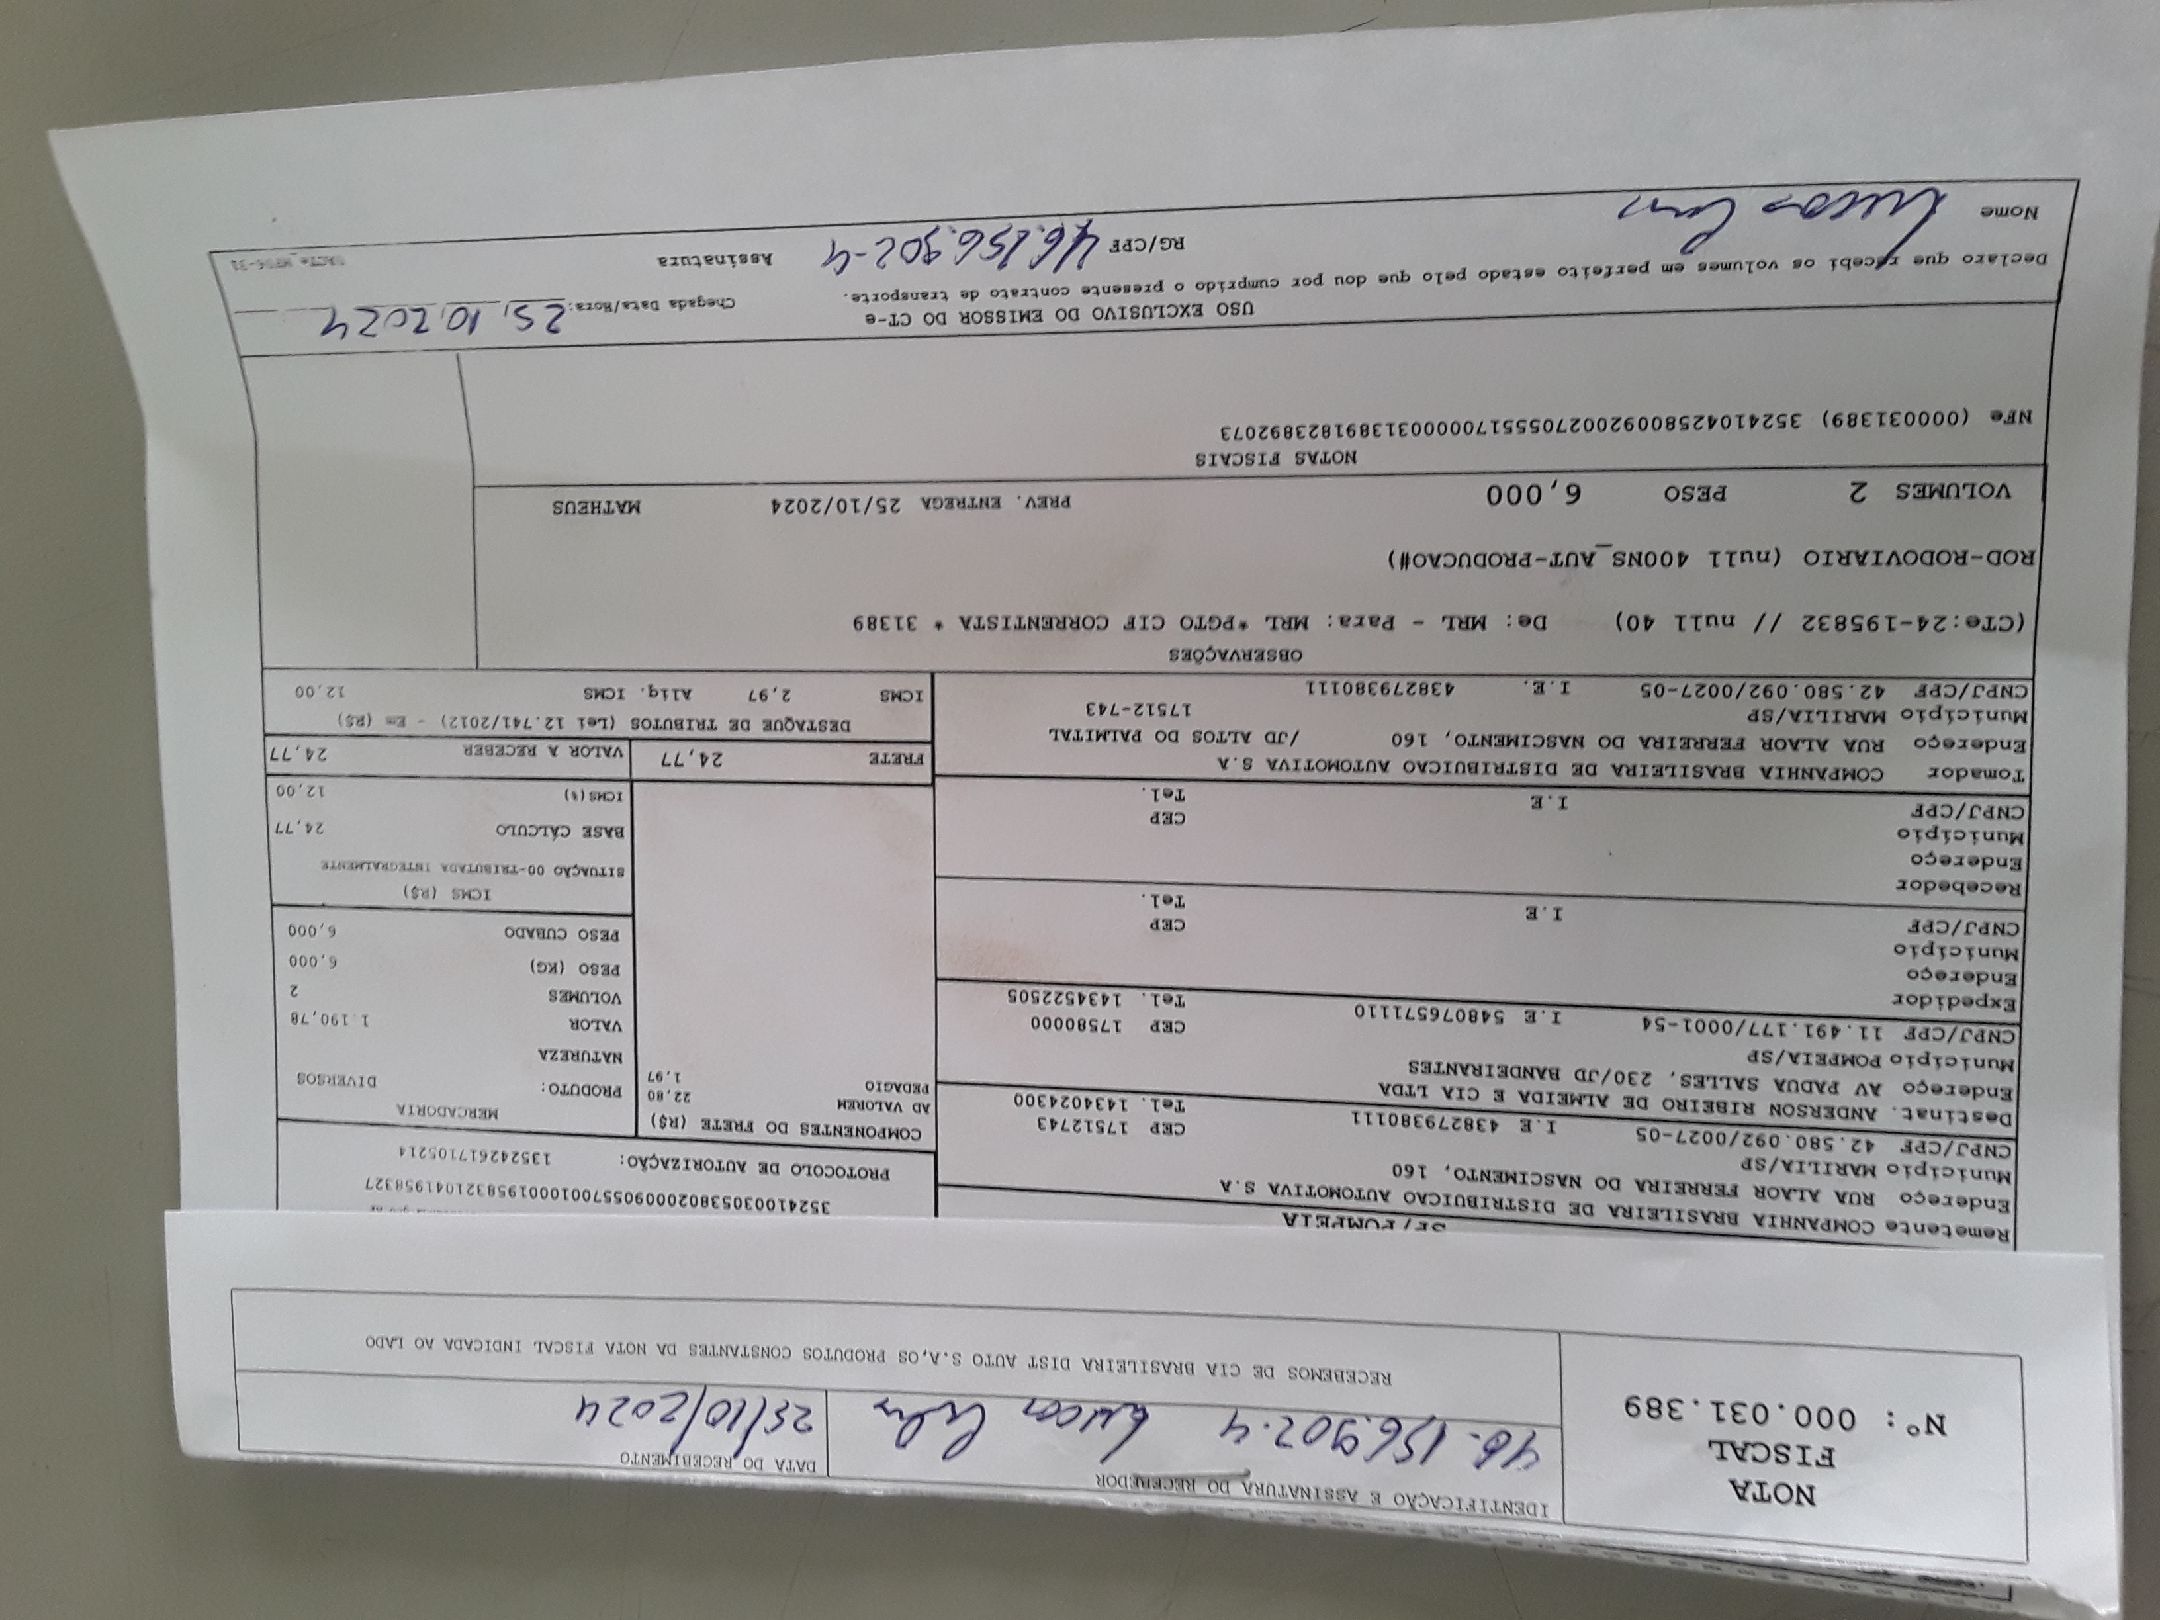 NOTA
FISCAL
Nº: 000.031.389
IDENTIFICAÇÃO E ASSINATURA DO RECEBEDOR
DATA DO RECEBIMENTO
46.156.902-4 Lucas
25/10/2024
RECEBEMOS DE CIA BRASILEIRA DIST AUTO S.A,OS PRODUTOS CONSTANTES DA NOTA FISCAL INDICADA AO LADO
SP/POMPEIA
Remetente COMPANHIA BRASILEIRA DE DISTRIBUICAO AUTOMOTIVA S.A
Endereço RUA ALAOR FERREIRA DO NASCIMENTO, 160
Município MARILIA/SP CEP 17512743
CNPJ/CPF 42.580.092/0027-05 I.E 438279380111 Tel. 1434024300
Destinat. ANDERSON RIBEIRO DE ALMEIDA E CIA LTDA
Endereço AV PADUA SALLES, 230/JD BANDEIRANTES
Município POMPEIA/SP CEP 17580000
CNPJ/CPF 11.491.177/0001-54 I.E 548076571110 Tel. 1434522505
Expedidor
Endereço
Município CEP
CNPJ/CPF I.E Tel.
Recebedor
Endereço
Município CEP
CNPJ/CPF I.E Tel.
Tomador COMPANHIA BRASILEIRA DE DISTRIBUICAO AUTOMOTIVA S.A
Endereço RUA ALAOR FERREIRA DO NASCIMENTO, 160 /JD ALTOS DO PALMITAL
Município MARILIA/SP 17512-743
CNPJ/CPF 42.580.092/0027-05 I.E. 438279380111
PROTOCOLO DE AUTORIZAÇÃO: 135242617105214
COMPONENTES DO FRETE (R$)
AD VALOREM 22,80
PEDAGIO 1,97
MERCADORIA
PRODUTO: DIVERSOS
NATUREZA
VALOR 1.190,78
VOLUMES 2
PESO (KG) 6,000
PESO CUBADO 6,000
ICMS (R$)
SITUAÇÃO 00-TRIBUTADA INTEGRALMENTE
BASE CÁLCULO 24,77
ICMS(%) 12,00
FRETE 24,77 VALOR A RECEBER 24,77
DESTAQUE DE TRIBUTOS (Lei 12.741/2012) - Em (R$)
ICMS 2,97 Aliq. ICMS 12,00
OBSERVAÇÕES
(CTe:24-195832 // null 40) De: MRL - Para: MRL *PGTO CIF CORRENTISTA * 31389
ROD-RODOVIARIO (null 400NS_AUT-PRODUCAO#)
VOLUMES 2 PESO 6,000 PREV. ENTREGA 25/10/2024 MATHEUS
NOTAS FISCAIS
NFe (000031389) 35241042580092002705551700000313891823892073
USO EXCLUSIVO DO EMISSOR DO CT-e
Chegada Data/Hora: 25,10,2024
Declaro que recebi os volumes em perfeito estado pelo que dou por cumprido o presente contrato de transporte.
Nome Lucas RG/CPF 46.156.902-4 Assinatura